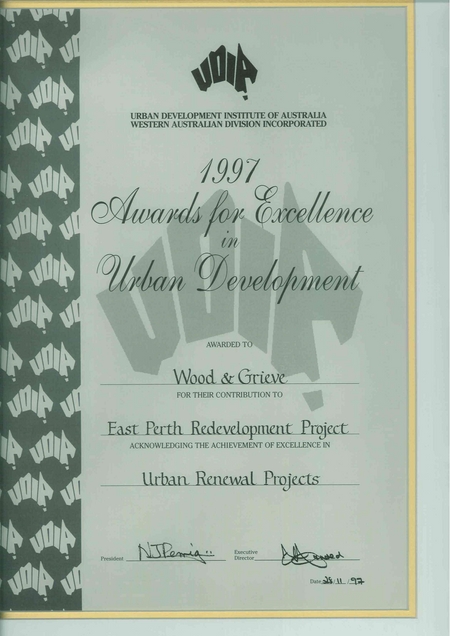 UDIA
URBAN DEVELOPMENT INSTITUTE OF AUSTRALIA
WESTERN AUSTRALIAN DIVISION INCORPORATED
1997
Awards for Excellence
in
Urban Development
AWARDED TO
Wood & Grieve
FOR THEIR CONTRIBUTION TO
East Perth Redevelopment Project
ACKNOWLEDGING THE ACHIEVEMENT OF EXCELLENCE IN
Urban Renewal Projects
President
Executive
Director
Date /11/97